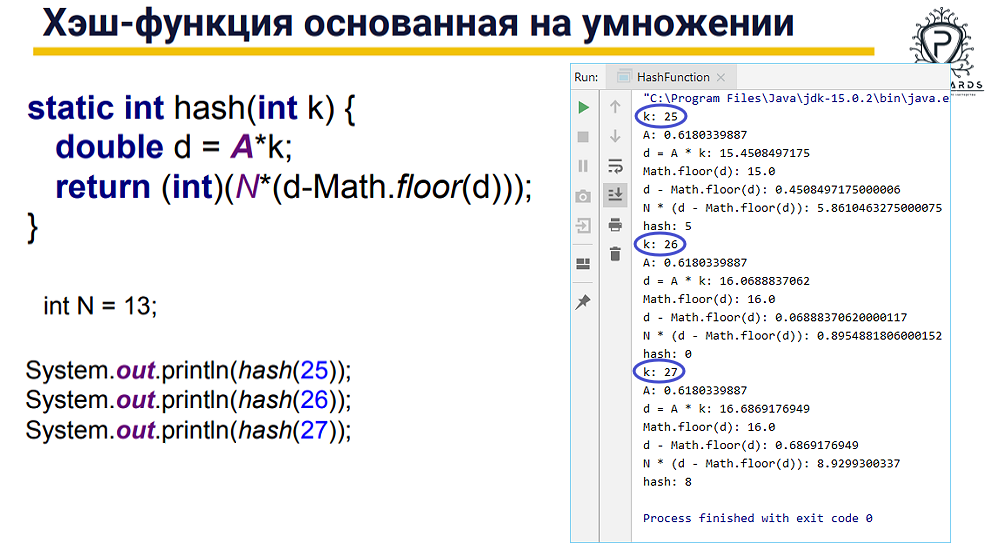 Хэш-функция основанная на умножении
P
ARDS
static int hash(int k) {
double d = A*k;
return (int)(N*(d-Math.floor(d)));
}
int N = 13;
System.out.println(hash(25));
System.out.println(hash(26));
System.out.println(hash(27));
Run: HashFunction ×
"C:\Program Files\Java\jdk-15.0.2\bin\java.e
k: 25
A: 0.6180339887
d = A * k: 15.4508497175
Math.floor(d): 15.0
d - Math.floor(d): 0.4508497175000006
N * (d - Math.floor(d)): 5.8610463275000075
hash: 5
k: 26
A: 0.6180339887
d = A * k: 16.0688837062
Math.floor(d): 16.0
d - Math.floor(d): 0.06888370620000117
N * (d - Math.floor(d)): 0.8954881806000152
hash: 0
k: 27
A: 0.6180339887
d = A * k: 16.6869176949
Math.floor(d): 16.0
d - Math.floor(d): 0.6869176949
N * (d - Math.floor(d)): 8.9299300337
hash: 8
Process finished with exit code 0